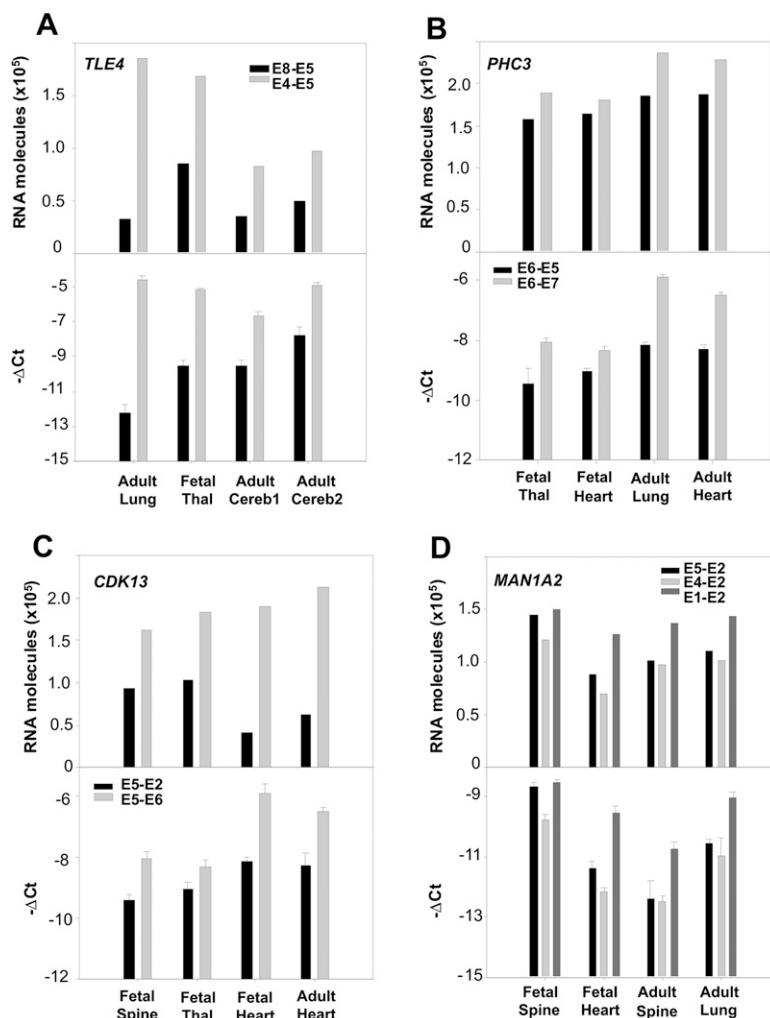 A
TLE4
E8-E5
E4-E5
RNA molecules (x10⁵)
1.5
1.0
0.5
0
-ΔCt
-5
-7
-9
-11
-13
-15
Adult Lung
Fetal Thal
Adult Cereb1
Adult Cereb2
B
PHC3
RNA molecules (x10⁵)
2.0
1.5
1.0
0.5
0
E6-E5
E6-E7
-ΔCt
-6
-8
-10
-12
Fetal Thal
Fetal Heart
Adult Lung
Adult Heart
C
CDK13
RNA molecules (x10⁵)
2.0
1.5
1.0
0.5
0
E5-E2
E5-E6
-ΔCt
-6
-8
-10
-12
Fetal Spine
Fetal Thal
Fetal Heart
Adult Heart
D
MAN1A2
E5-E2
E4-E2
E1-E2
RNA molecules (x10⁵)
1.5
1.0
0.5
0
-ΔCt
-9
-11
-13
-15
Fetal Spine
Fetal Heart
Adult Spine
Adult Lung